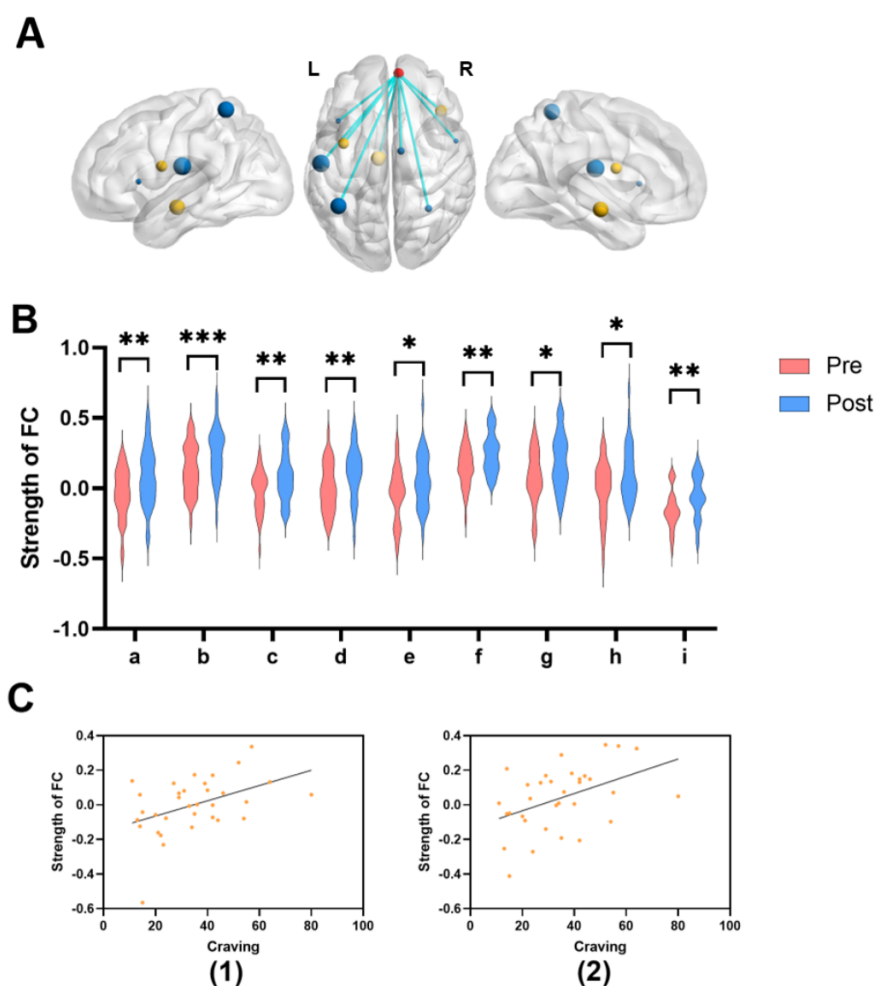 A
L R
B
** *** ** ** * ** * * **
1.0
0.5
0.0
-0.5
-1.0
Strength of FC
a b c d e f g h i
Pre
Post
C
0.4
0.2
0.0
-0.2
-0.4
-0.6
Strength of FC
0 20 40 60 80 100
Craving
(1)
0.4
0.2
0.0
-0.2
-0.4
-0.6
Strength of FC
0 20 40 60 80 100
Craving
(2)